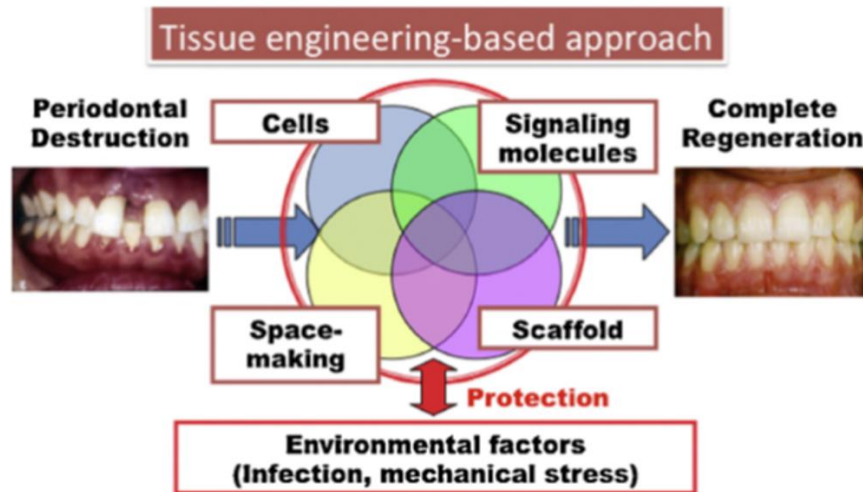 Tissue engineering-based approach
Periodontal
Destruction
Cells
Signaling
molecules
Complete
Regeneration
Space-
making
Scaffold
Protection
Environmental factors
(Infection, mechanical stress)